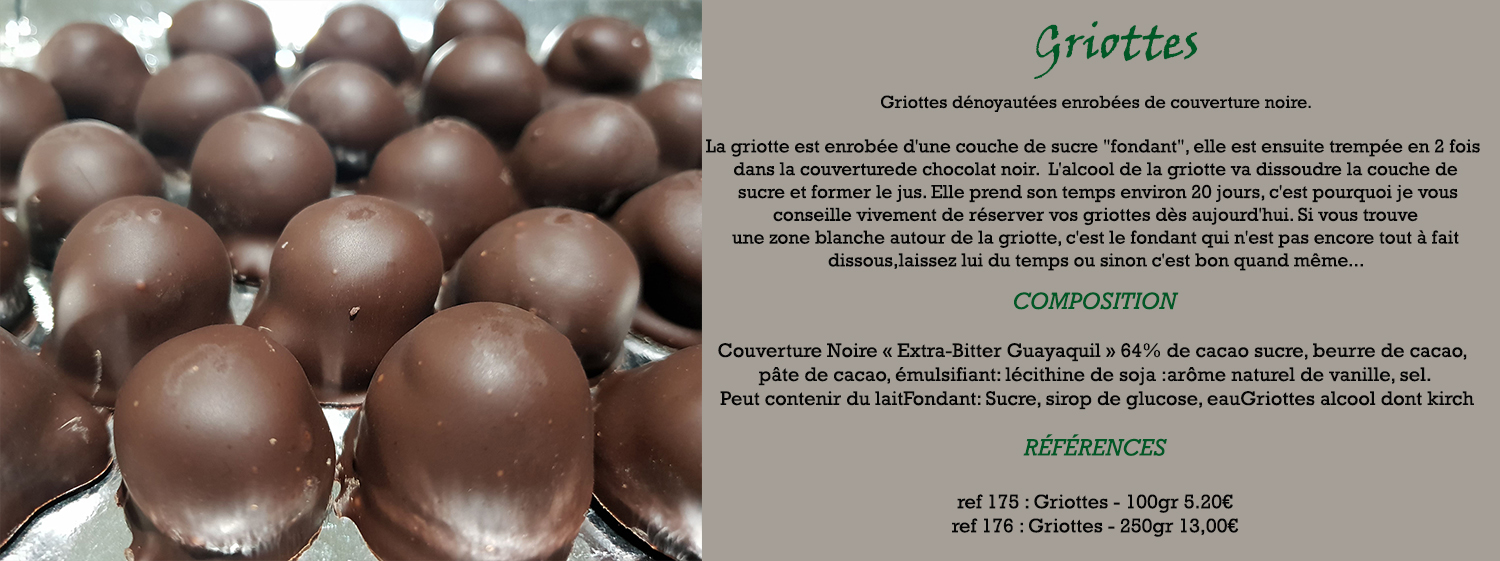 Griottes
Griottes dénoyautées enrobées de couverture noire.
La griotte est enrobée d'une couche de sucre "fondant", elle est ensuite trempée en 2 fois
dans la couverturede chocolat noir. L'alcool de la griotte va dissoudre la couche de
sucre et former le jus. Elle prend son temps environ 20 jours, c'est pourquoi je vous
conseille vivement de réserver vos griottes dès aujourd'hui. Si vous trouve
une zone blanche autour de la griotte, c'est le fondant qui n'est pas encore tout à fait
dissous,laissez lui du temps ou sinon c'est bon quand même...
COMPOSITION
Couverture Noire « Extra-Bitter Guayaquil » 64% de cacao sucre, beurre de cacao,
pâte de cacao, émulsifiant: lécithine de soja :arôme naturel de vanille, sel.
Peut contenir du laitFondant: Sucre, sirop de glucose, eauGriottes alcool dont kirch
RÉFÉRENCES
ref 175 : Griottes - 100gr 5.20€
ref 176 : Griottes - 250gr 13,00€